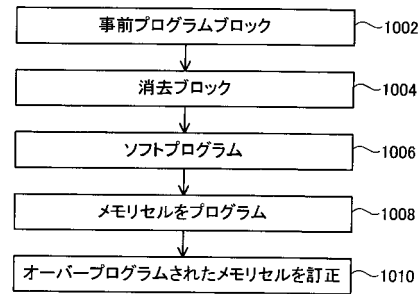 事前プログラムブロック 1002
消去ブロック 1004
ソフトプログラム 1006
メモリセルをプログラム 1008
オーバープログラムされたメモリセルを訂正 1010